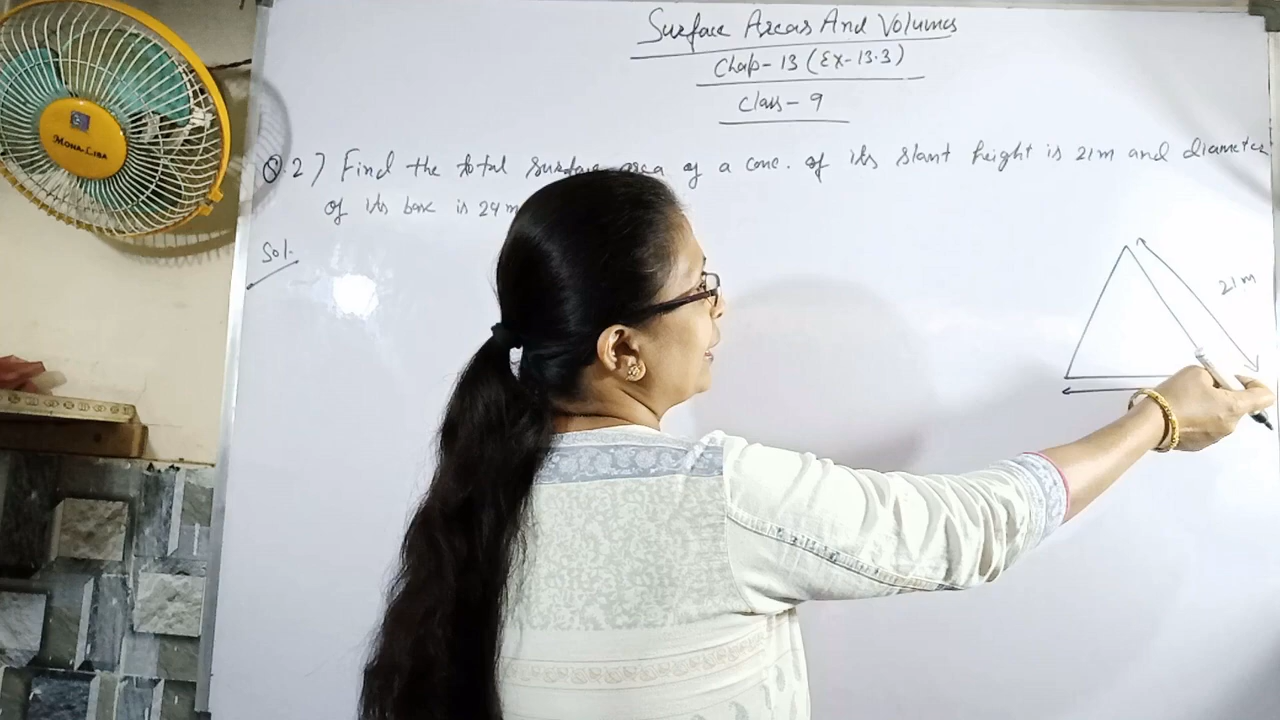 Surface Areas And Volumes
Chap-13 (Ex-13.3)
Class-9
Q.2) Find the total surface area of a cone. of its slant height is 21m and diameter
of its base is 24m
Sol.
21m
MONA-LISA